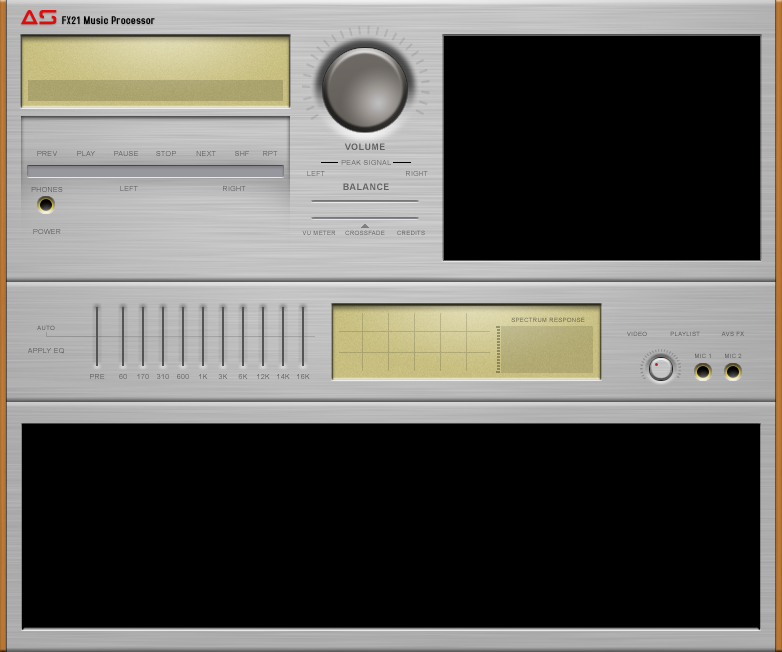 AS FX21 Music Processor
PREV PLAY PAUSE STOP NEXT SHF RPT
PHONES LEFT RIGHT
POWER
VOLUME
PEAK SIGNAL
LEFT RIGHT
BALANCE
VU METER CROSSFADE CREDITS
AUTO
APPLY EQ
PRE 60 170 310 600 1K 3K 6K 12K 14K 16K
SPECTRUM RESPONSE
VIDEO PLAYLIST AVS FX
MIC 1 MIC 2